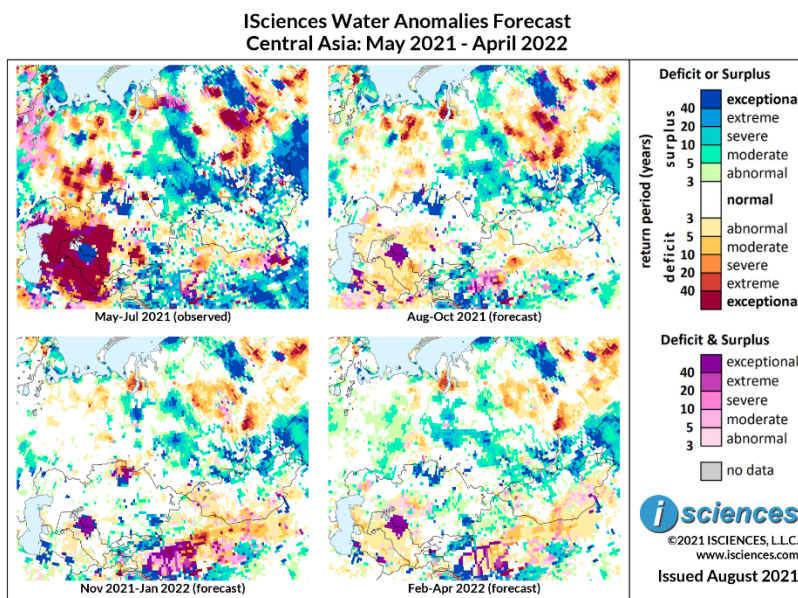 ISciences Water Anomalies Forecast
Central Asia: May 2021 - April 2022
May-Jul 2021 (observed)
Aug-Oct 2021 (forecast)
Nov 2021-Jan 2022 (forecast)
Feb-Apr 2022 (forecast)
Deficit or Surplus
return period (years)
surplus
deficit
exceptional
40
extreme
20
severe
10
moderate
5
abnormal
3
normal
3
abnormal
5
moderate
10
severe
20
extreme
40
exceptional
Deficit & Surplus
exceptional
40
extreme
20
severe
10
moderate
5
abnormal
3
no data
isciences
©2021 ISCIENCES, L.L.C.
www.isciences.com
Issued August 2021